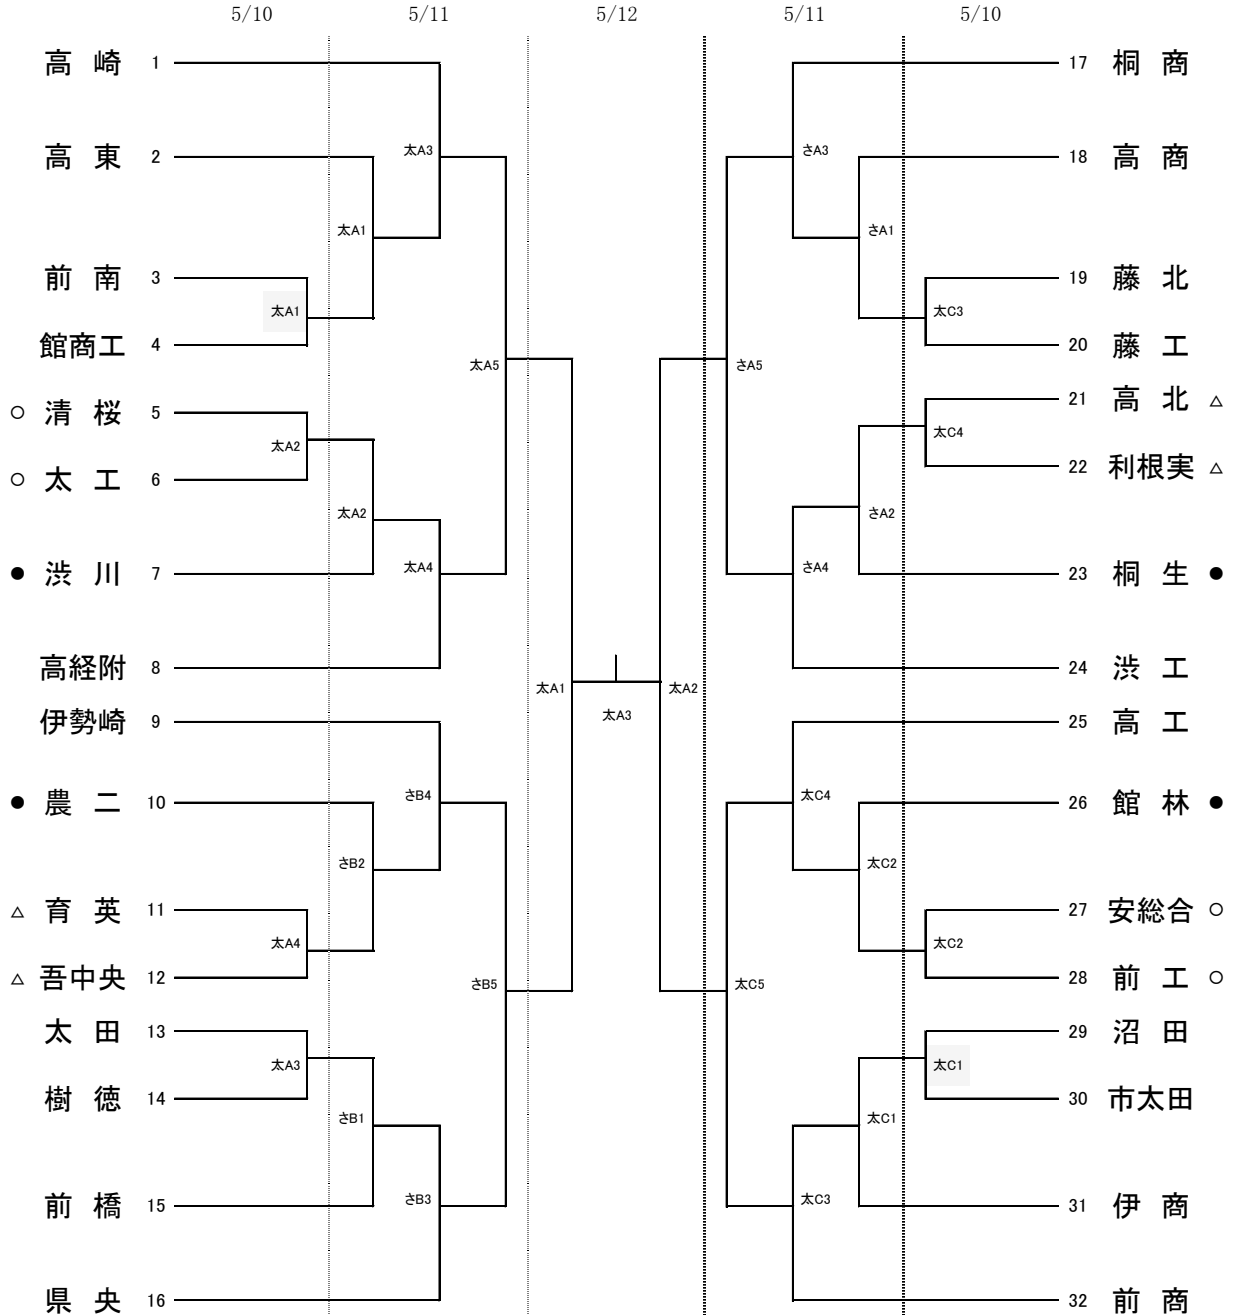 5/10 5/11 5/12 5/11 5/10
高崎 1 17 桐商
太A3 さA3
高東 2 18 高商
太A1 さA1
前南 3 19 藤北
太A1 太C3
館商工 4 20 藤工
太A5 さA5
21 高北 △
○ 清桜 5
太A2 太C4
22 利根実 △
○ 太工 6
太A2 さA2
太A4 さA4
● 渋川 7 23 桐生 ●
高経附 8 24 渋工
太A1 太A2
太A3
伊勢崎 9 25 高工
さB4 太C4
● 農二 10 26 館林 ●
さB2 太C2
△ 育英 11 27 安総合 ○
太A4 太C2
△ 吾中央 12 28 前工 ○
さB5 太C5
太田 13 29 沼田
太A3 太C1
樹徳 14 30 市太田
さB1 太C1
さB3 太C3
前橋 15 31 伊商
県央 16 32 前商